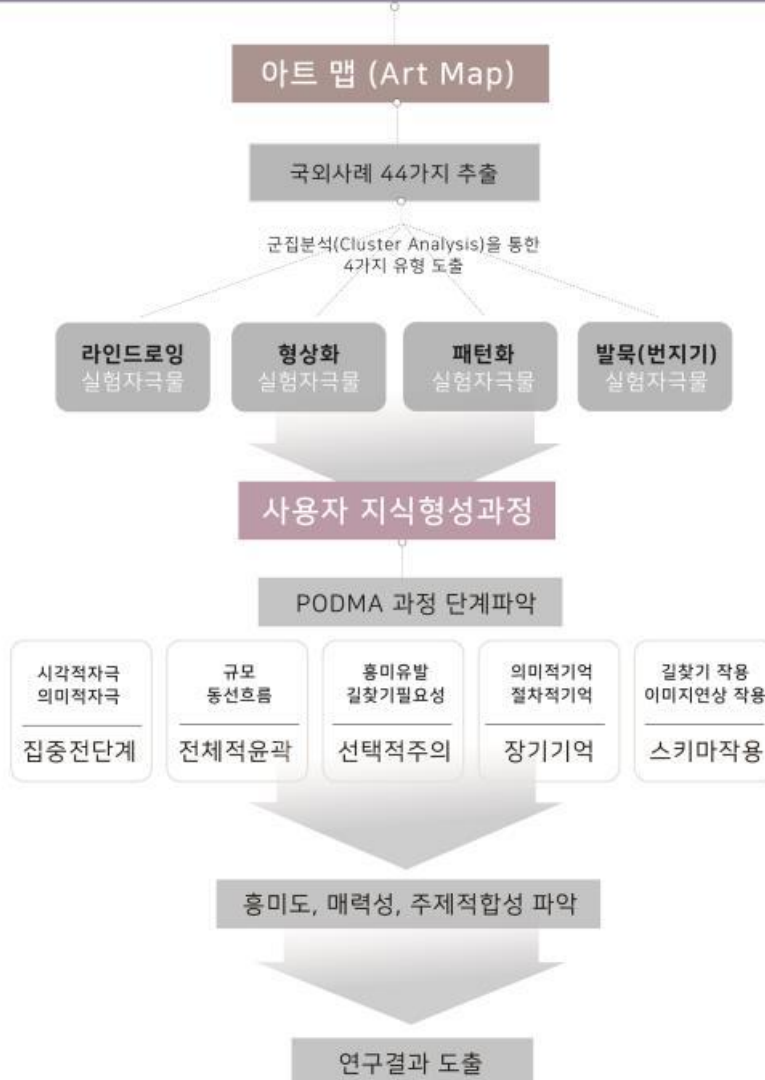 아트 맵 (Art Map)
국외사례 44가지 추출
군집분석(Cluster Analysis)을 통한
4가지 유형 도출
라인드로잉
실험자극물
형상화
실험자극물
패턴화
실험자극물
발묵(번지기)
실험자극물
사용자 지식형성과정
PODMA 과정 단계파악
시각적자극
의미적자극
집중전단계
규모
동선흐름
전체적윤곽
흥미유발
길찾기필요성
선택적주의
의미적기억
절차적기억
장기기억
길찾기 작용
이미지연상 작용
스키마작용
흥미도, 매력성, 주제적합성 파악
연구결과 도출